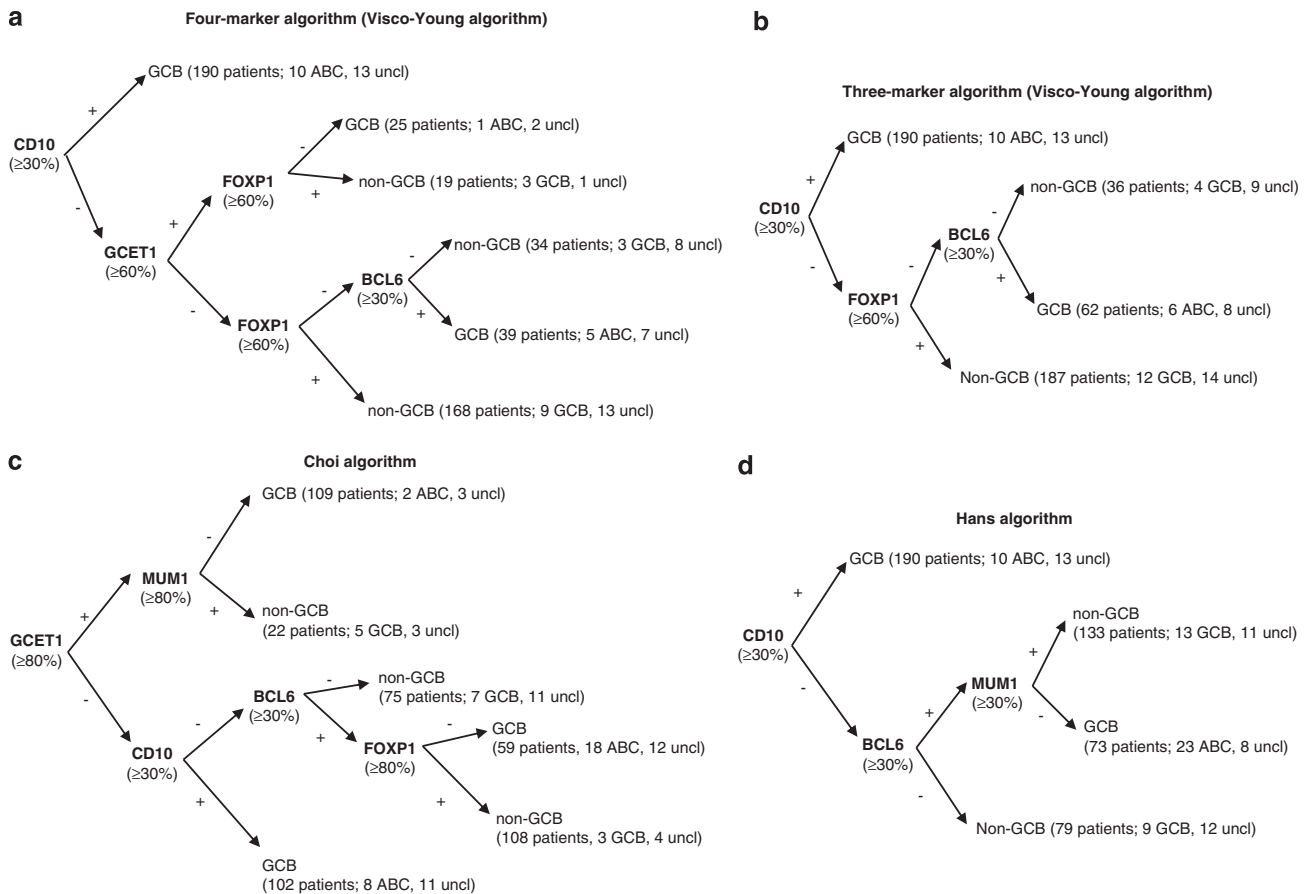 a
Four-marker algorithm (Visco-Young algorithm)
GCB (190 patients; 10 ABC, 13 uncl)
+
CD10
(≥30%)
-
GCET1
(≥60%)
+
FOXP1
(≥60%)
-
GCB (25 patients; 1 ABC, 2 uncl)
+
non-GCB (19 patients; 3 GCB, 1 uncl)
-
FOXP1
(≥60%)
-
BCL6
(≥30%)
-
non-GCB (34 patients; 3 GCB, 8 uncl)
+
GCB (39 patients; 5 ABC, 7 uncl)
+
non-GCB (168 patients; 9 GCB, 13 uncl)
b
Three-marker algorithm (Visco-Young algorithm)
GCB (190 patients; 10 ABC, 13 uncl)
+
CD10
(≥30%)
-
FOXP1
(≥60%)
-
BCL6
(≥30%)
-
non-GCB (36 patients; 4 GCB, 9 uncl)
+
GCB (62 patients; 6 ABC, 8 uncl)
+
Non-GCB (187 patients; 12 GCB, 14 uncl)
c
Choi algorithm
GCB (109 patients; 2 ABC, 3 uncl)
-
MUM1
(≥80%)
+
non-GCB
(22 patients; 5 GCB, 3 uncl)
+
GCET1
(≥80%)
-
CD10
(≥30%)
-
BCL6
(≥30%)
-
non-GCB
(75 patients; 7 GCB, 11 uncl)
+
FOXP1
(≥80%)
-
GCB
(59 patients, 18 ABC, 12 uncl)
+
non-GCB
(108 patients, 3 GCB, 4 uncl)
+
GCB
(102 patients; 8 ABC, 11 uncl)
d
Hans algorithm
GCB (190 patients; 10 ABC, 13 uncl)
+
CD10
(≥30%)
-
BCL6
(≥30%)
+
MUM1
(≥30%)
+
non-GCB
(133 patients; 13 GCB, 11 uncl)
-
GCB
(73 patients; 23 ABC, 8 uncl)
-
Non-GCB (79 patients; 9 GCB, 12 uncl)